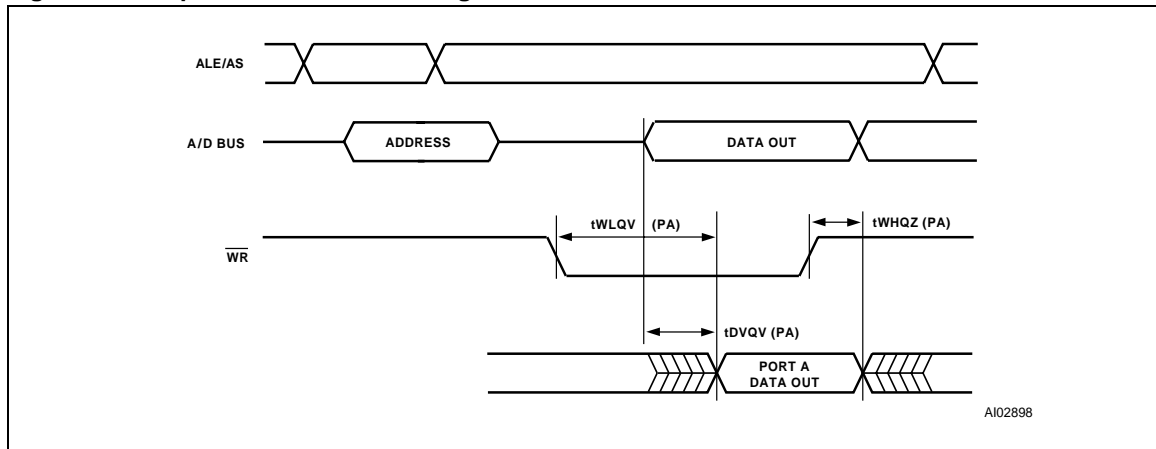 ALE/AS
A/D BUS
ADDRESS
DATA OUT
tWLQV (PA)
tWHQZ (PA)
WR
tDVQV (PA)
PORT A
DATA OUT
AI02898